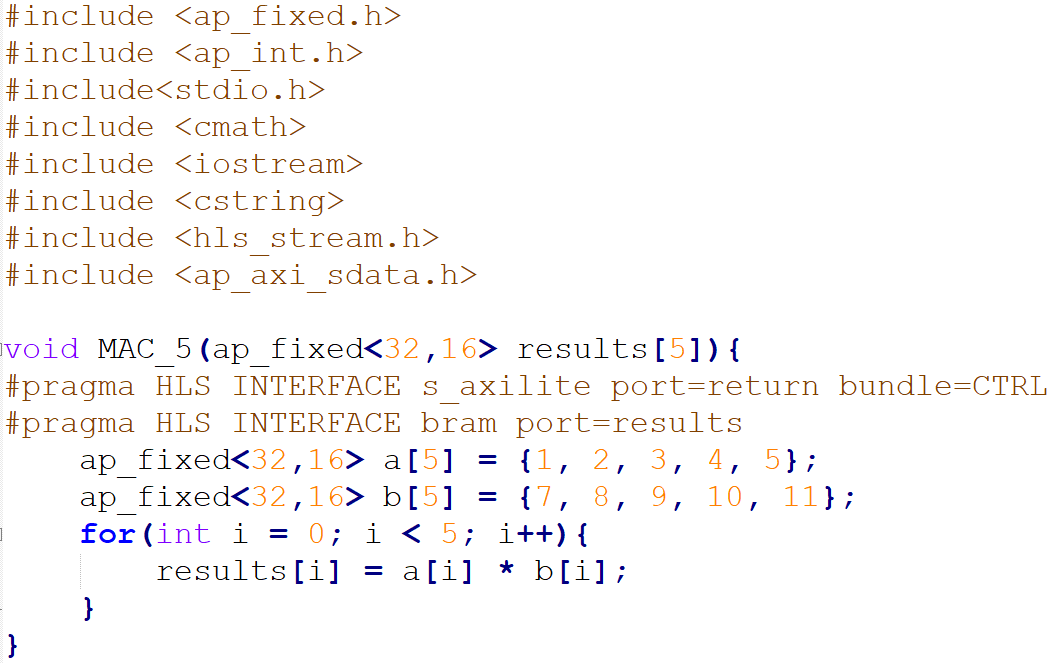 #include <ap_fixed.h>
#include <ap_int.h>
#include<stdio.h>
#include <cmath>
#include <iostream>
#include <cstring>
#include <hls_stream.h>
#include <ap_axi_sdata.h>

void MAC_5(ap_fixed<32,16> results[5]){
#pragma HLS INTERFACE s_axilite port=return bundle=CTRL
#pragma HLS INTERFACE bram port=results
    ap_fixed<32,16> a[5] = {1, 2, 3, 4, 5};
    ap_fixed<32,16> b[5] = {7, 8, 9, 10, 11};
    for(int i = 0; i < 5; i++){
        results[i] = a[i] * b[i];
    }
}